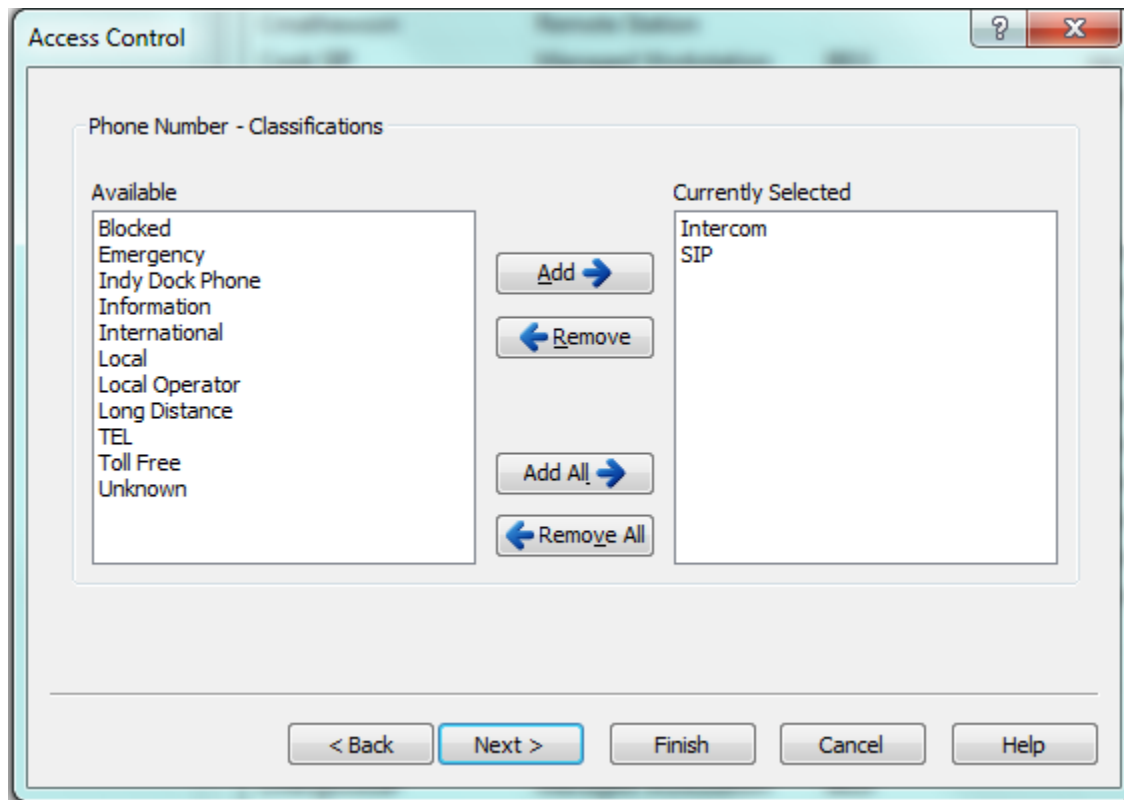 Access Control
Phone Number - Classifications
Available
Blocked
Emergency
Indy Dock Phone
Information
International
Local
Local Operator
Long Distance
TEL
Toll Free
Unknown
Add
Remove
Add All
Remove All
Currently Selected
Intercom
SIP
< Back
Next >
Finish
Cancel
Help